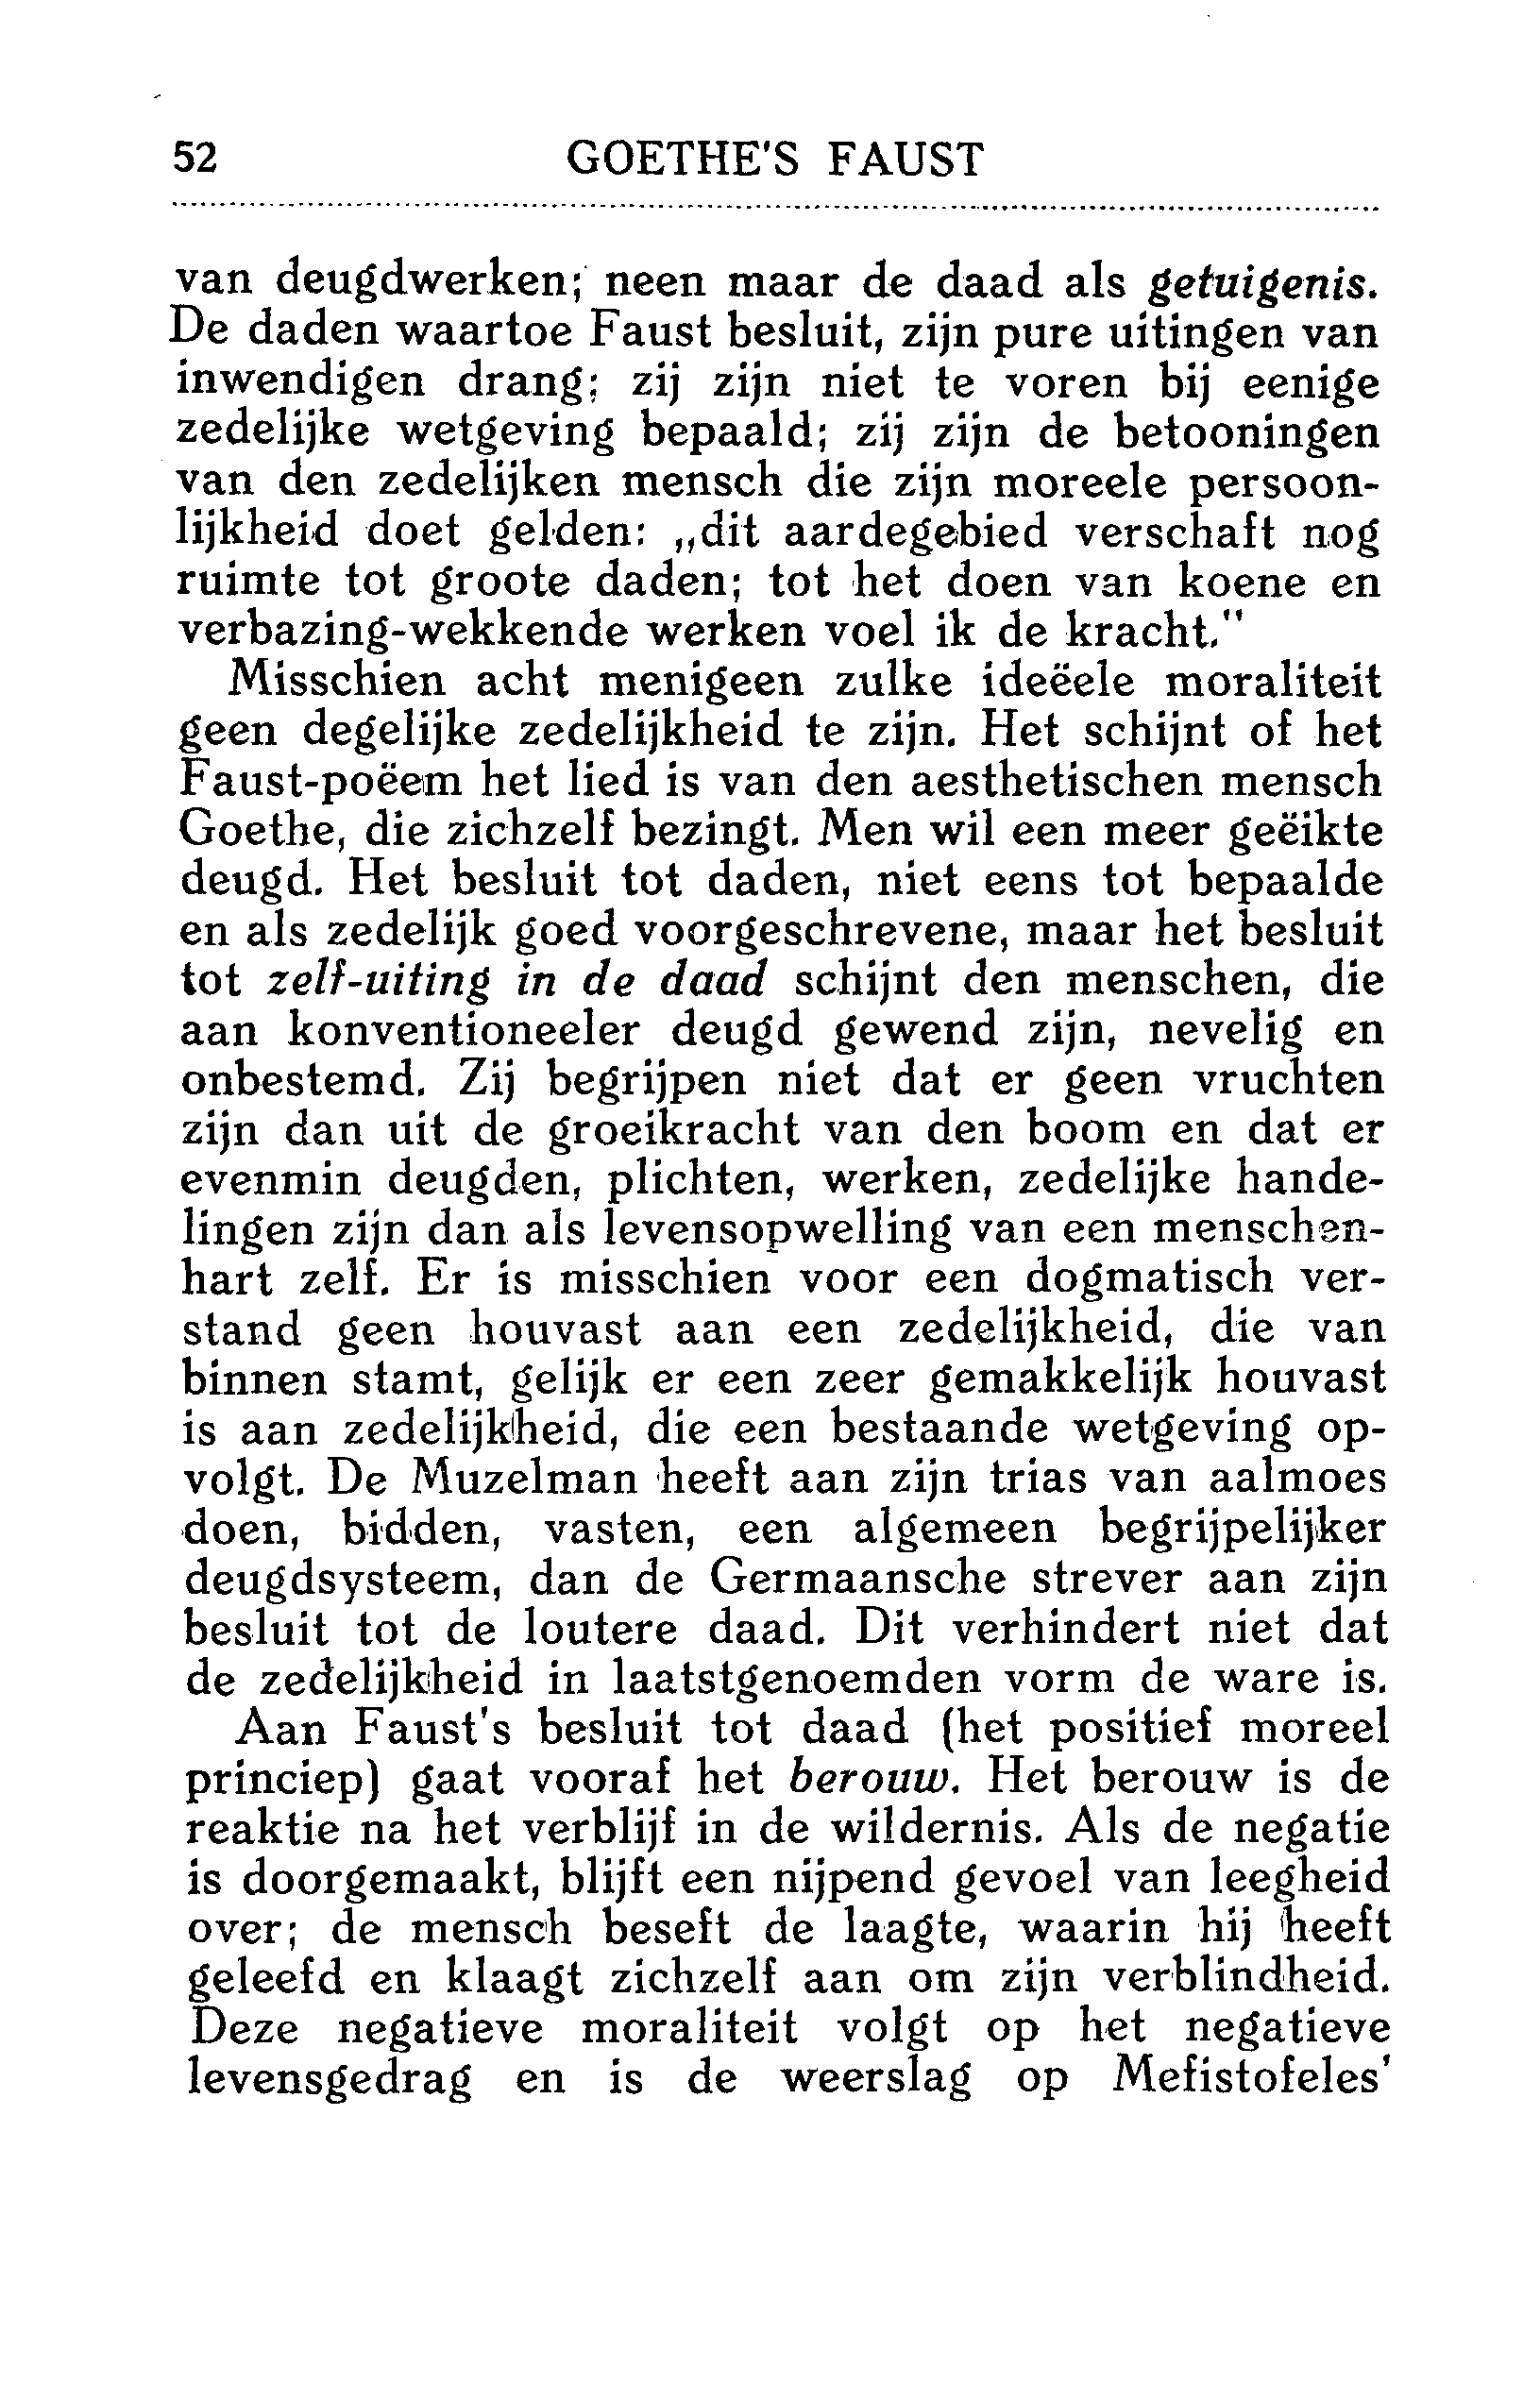 52 GOETHE'S FAUST
van deugdwerken; neen maar de daad als getuigenis.
De daden waartoe Faust besluit, zijn pure uitingen van
inwendigen drang; zij zijn niet te voren bij eenige
zedelijke wetgeving bepaald; zij zijn de betooningen
van den zedelijken mensch die zijn moreele persoon-
lijkheid doet gelden: „dit aardegebied verschaft nog
ruimte tot groote daden; tot het doen van koene en
verbazing-wekkende werken voel ik de kracht."
Misschien acht menigeen zulke ideëele moraliteit
geen degelijke zedelijkheid te zijn. Het schijnt of het
Faust-poëem het lied is van den aesthetischen mensch
Goethe, die zichzelf bezingt. Men wil een meer geëikte
deugd. Het besluit tot daden, niet eens tot bepaalde
en als zedelijk goed voorgeschrevene, maar het besluit
tot zelf-uiting in de daad schijnt den menschen, die
aan konventioneeler deugd gewend zijn, nevelig en
onbestemd. Zij begrijpen niet dat er geen vruchten
zijn dan uit de groeikracht van den boom en dat er
evenmin deugden, plichten, werken, zedelijke hande-
lingen zijn dan als levensopwelling van een menschen-
hart zelf. Er is misschien voor een dogmatisch ver-
stand geen houvast aan een zedelijkheid, die van
binnen stamt, gelijk er een zeer gemakkelijk houvast
is aan zedelijkheid, die een bestaande wetgeving op-
volgt. De Muzelman heeft aan zijn trias van aalmoes
doen, bidden, vasten, een algemeen begrijpelijker
deugdsysteem, dan de Germaansche strever aan zijn
besluit tot de loutere daad. Dit verhindert niet dat
de zedelijkheid in laatstgenoemden vorm de ware is.
Aan Faust's besluit tot daad (het positief moreel
princiep) gaat vooraf het berouw. Het berouw is de
reaktie na het verblijf in de wildernis. Als de negatie
is doorgemaakt, blijft een nijpend gevoel van leegheid
over; de mensch beseft de laagte, waarin hij heeft
geleefd en klaagt zichzelf aan om zijn verblindheid.
Deze negatieve moraliteit volgt op het negatieve
levensgedrag en is de weerslag op Mefistofeles'